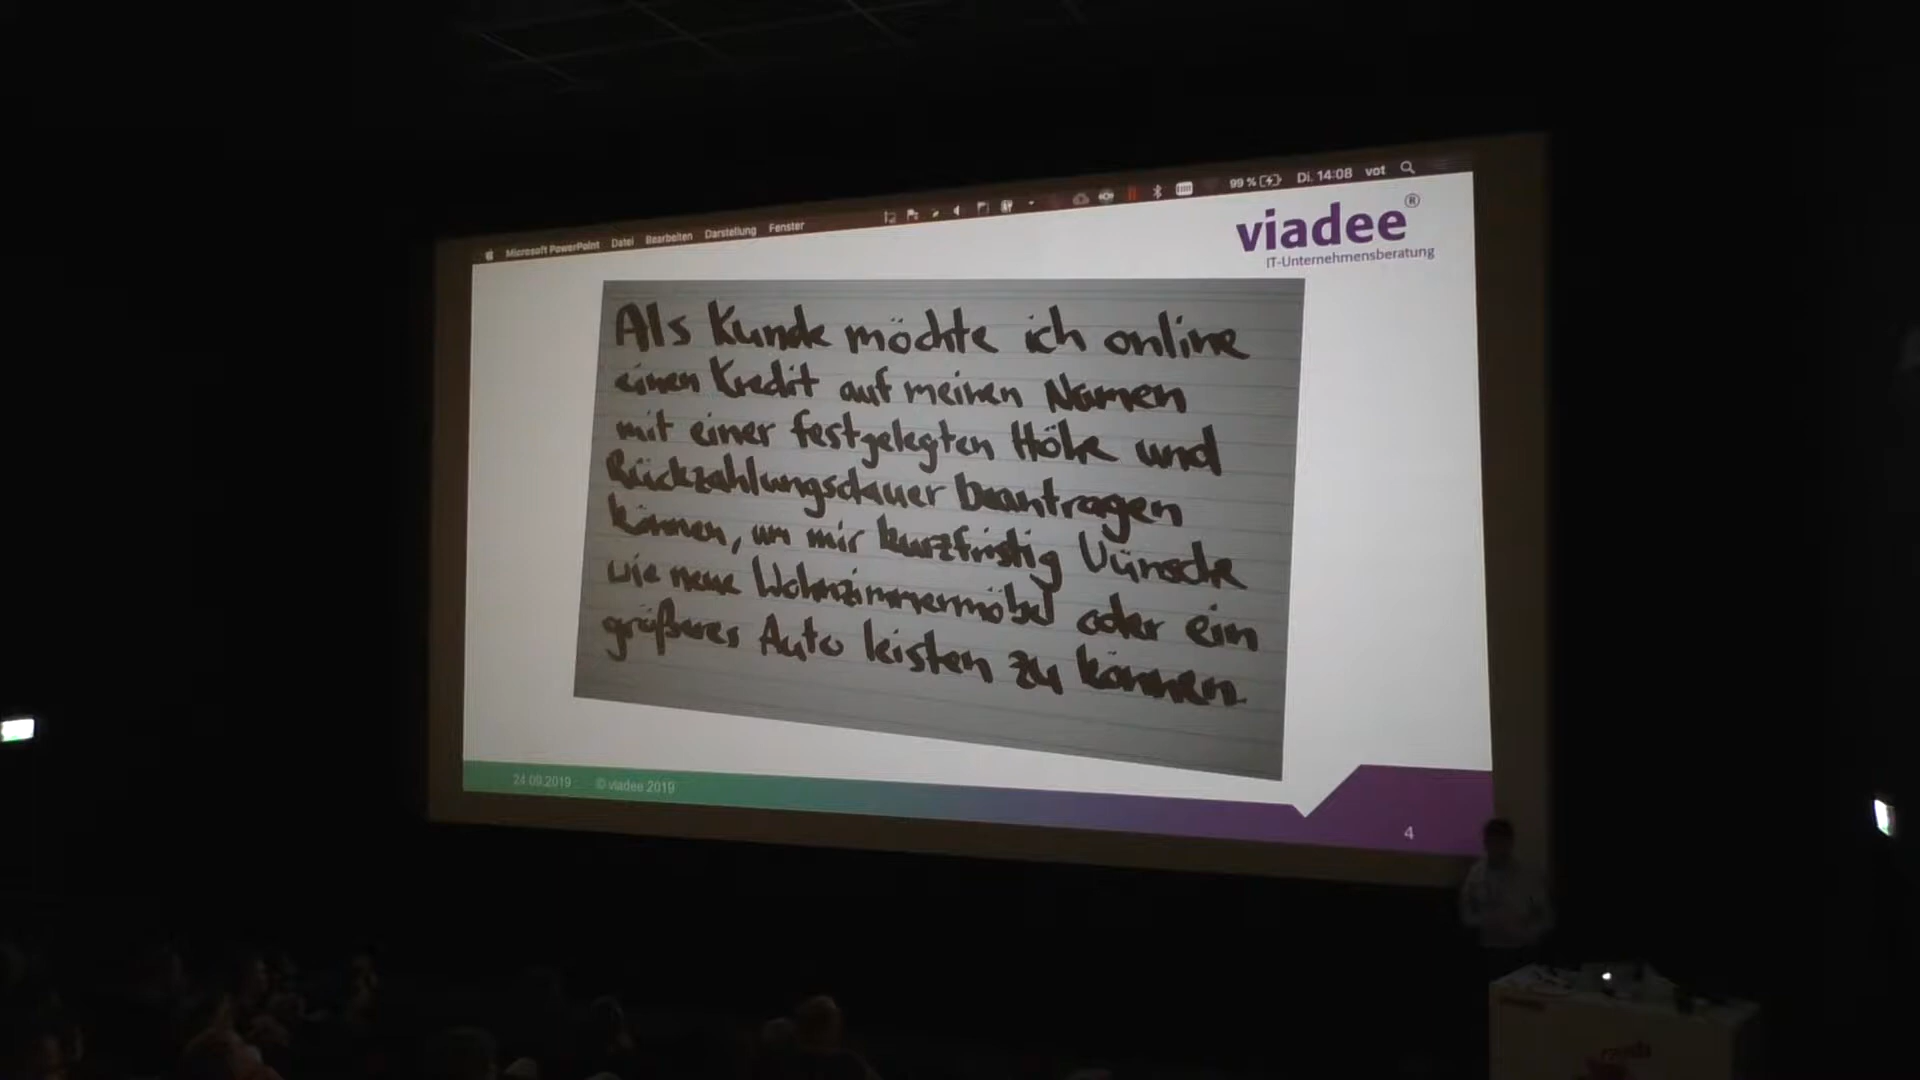 Microsoft PowerPoint Datei Bearbeiten Darstellung Fenster 99 % Di. 14:08 vot
viadee®
IT-Unternehmensberatung
Als Kunde möchte ich online
einen Kredit auf meinen Namen
mit einer festgelegten Höhe und
Rückzahlungsdauer beantragen
können, um mir kurzfristig Wünsche
wie neue Wohnzimmermöbel oder ein
größeres Auto leisten zu können
24.09.2019 © viadee 2019
4